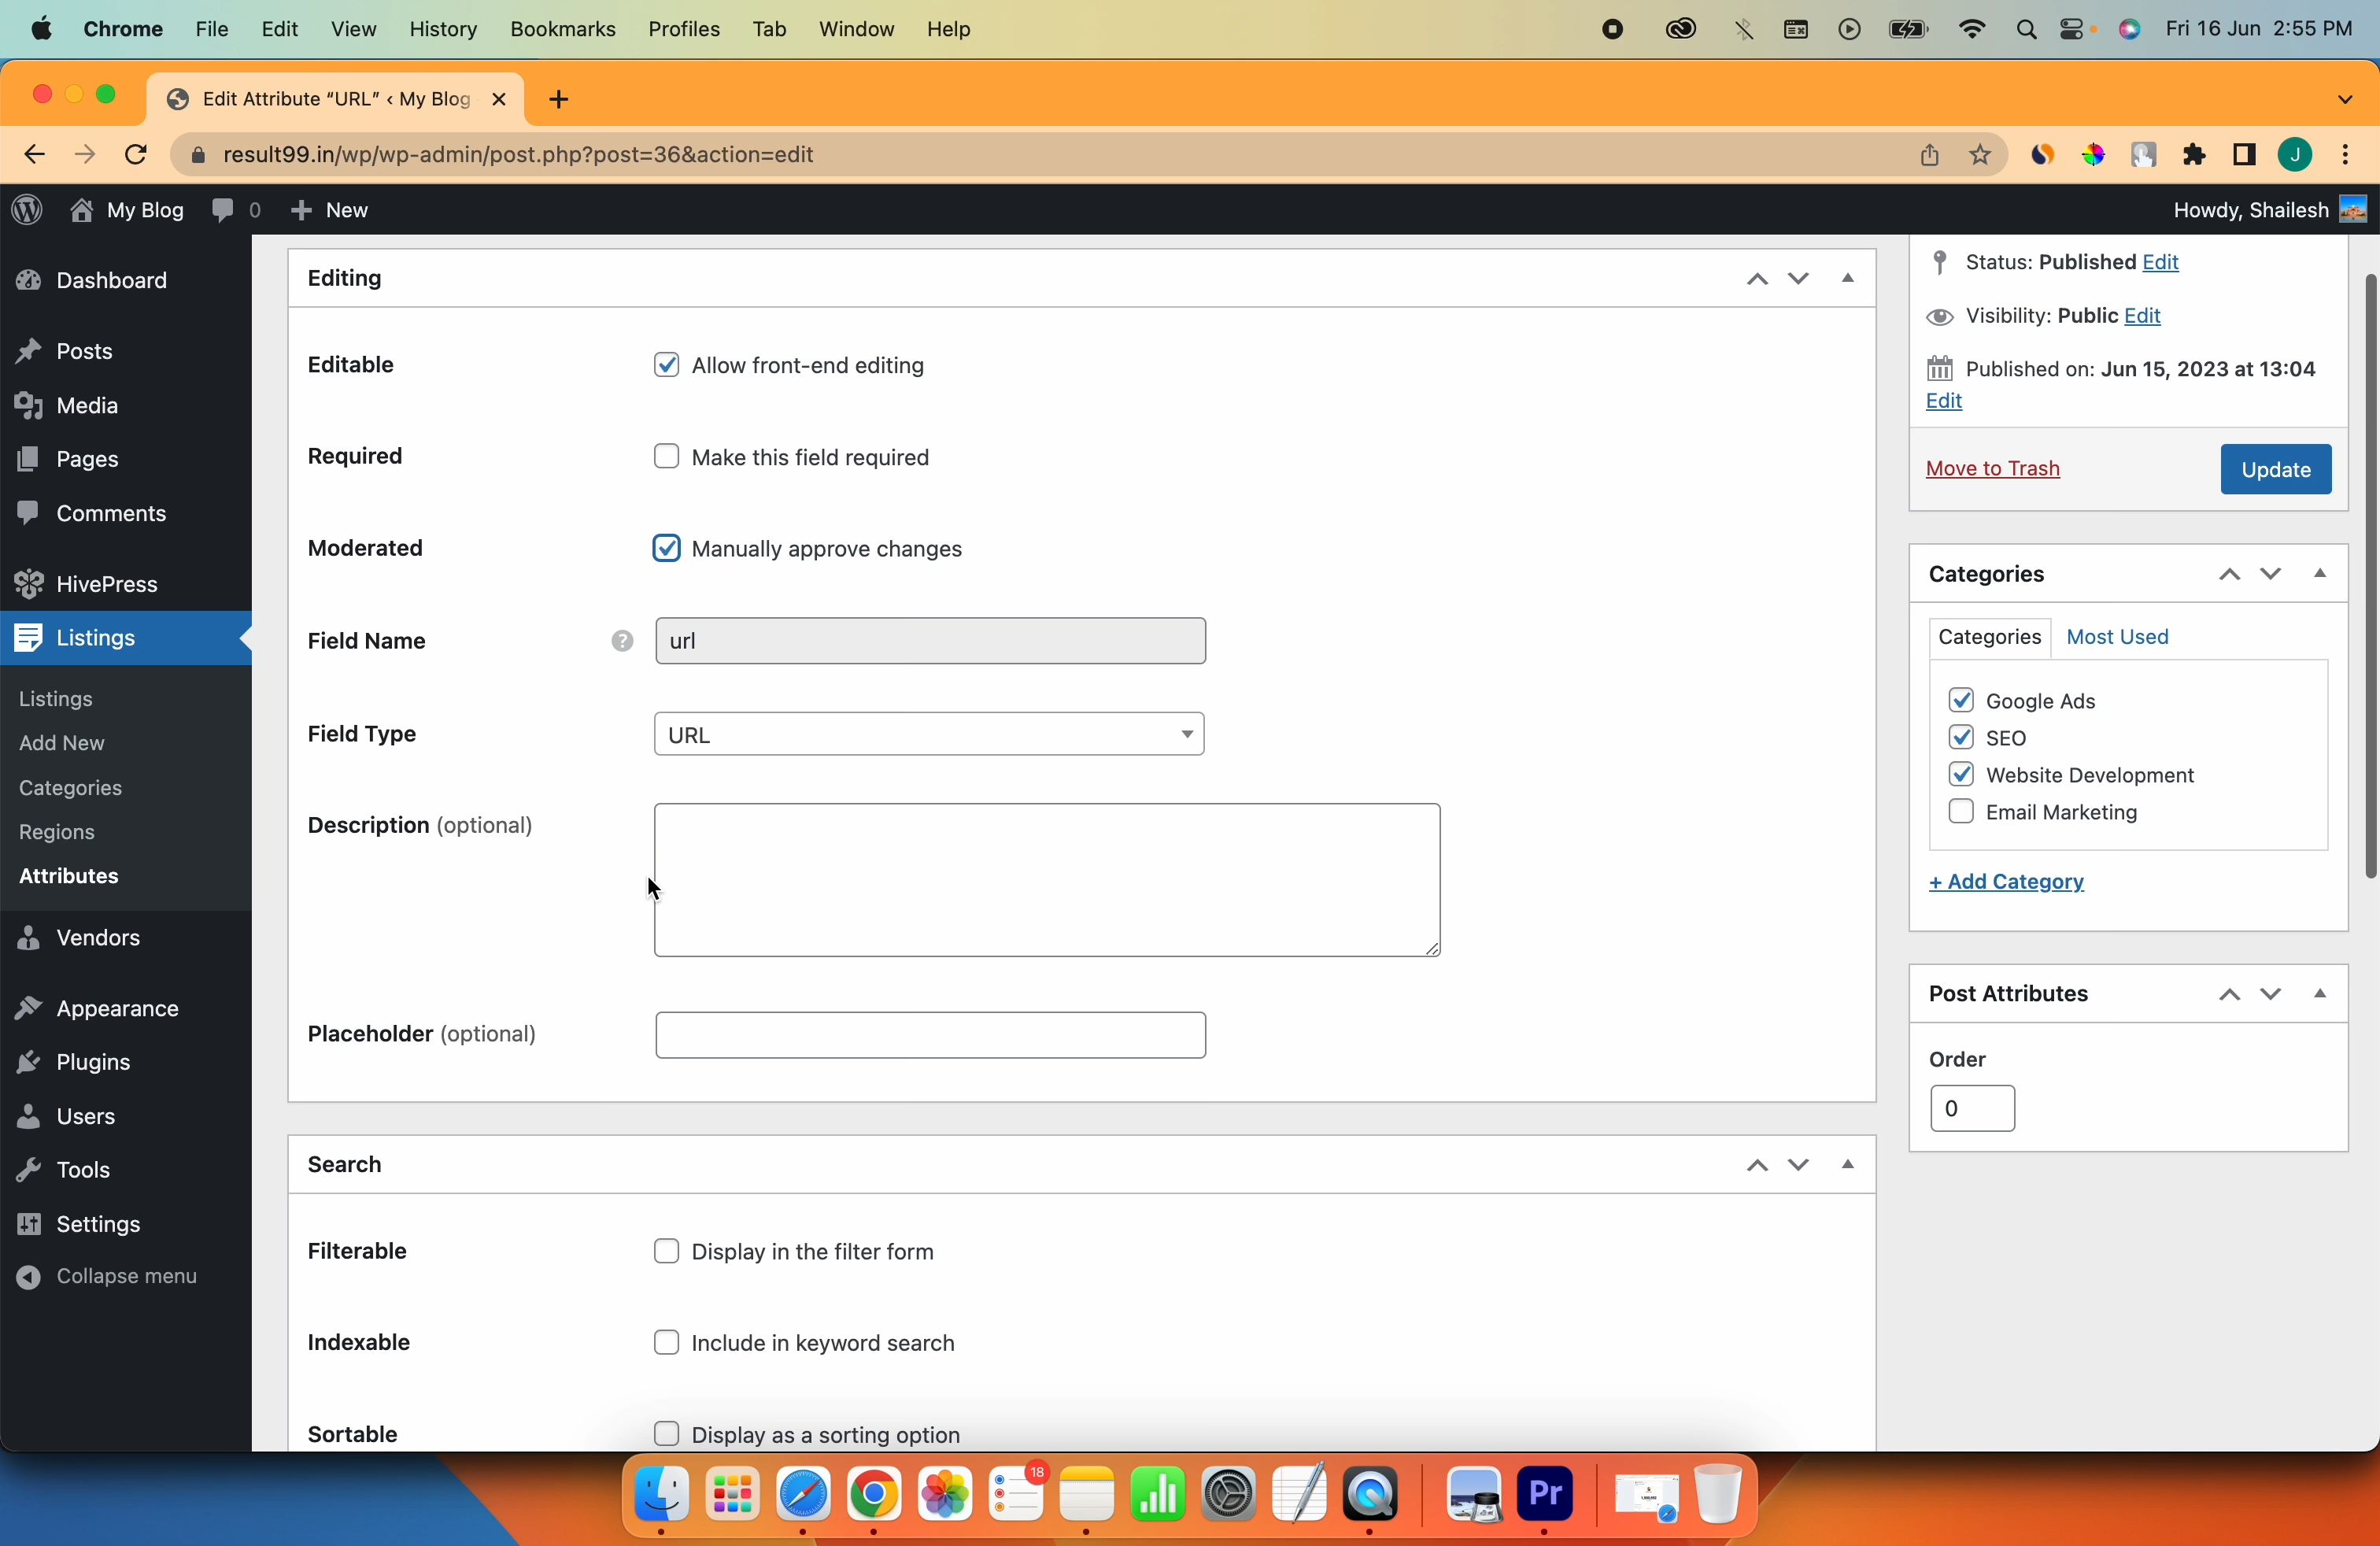 Chrome File Edit View History Bookmarks Profiles Tab Window Help Fri 16 Jun 2:55 PM
Edit Attribute “URL” ‹ My Blog
result99.in/wp/wp-admin/post.php?post=36&action=edit J
My Blog 0 New Howdy, Shailesh
Dashboard
Posts
Media
Pages
Comments
HivePress
Listings
Listings
Add New
Categories
Regions
Attributes
Vendors
Appearance
Plugins
Users
Tools
Settings
Collapse menu
Editing
Editable Allow front-end editing
Required Make this field required
Moderated Manually approve changes
Field Name ? url
Field Type URL
Description (optional)
Placeholder (optional)
Search
Filterable Display in the filter form
Indexable Include in keyword search
Sortable Display as a sorting option
Status: Published Edit
Visibility: Public Edit
Published on: Jun 15, 2023 at 13:04
Edit
Move to Trash Update
Categories
Categories Most Used
Google Ads
SEO
Website Development
Email Marketing
+ Add Category
Post Attributes
Order
0
18
Pr